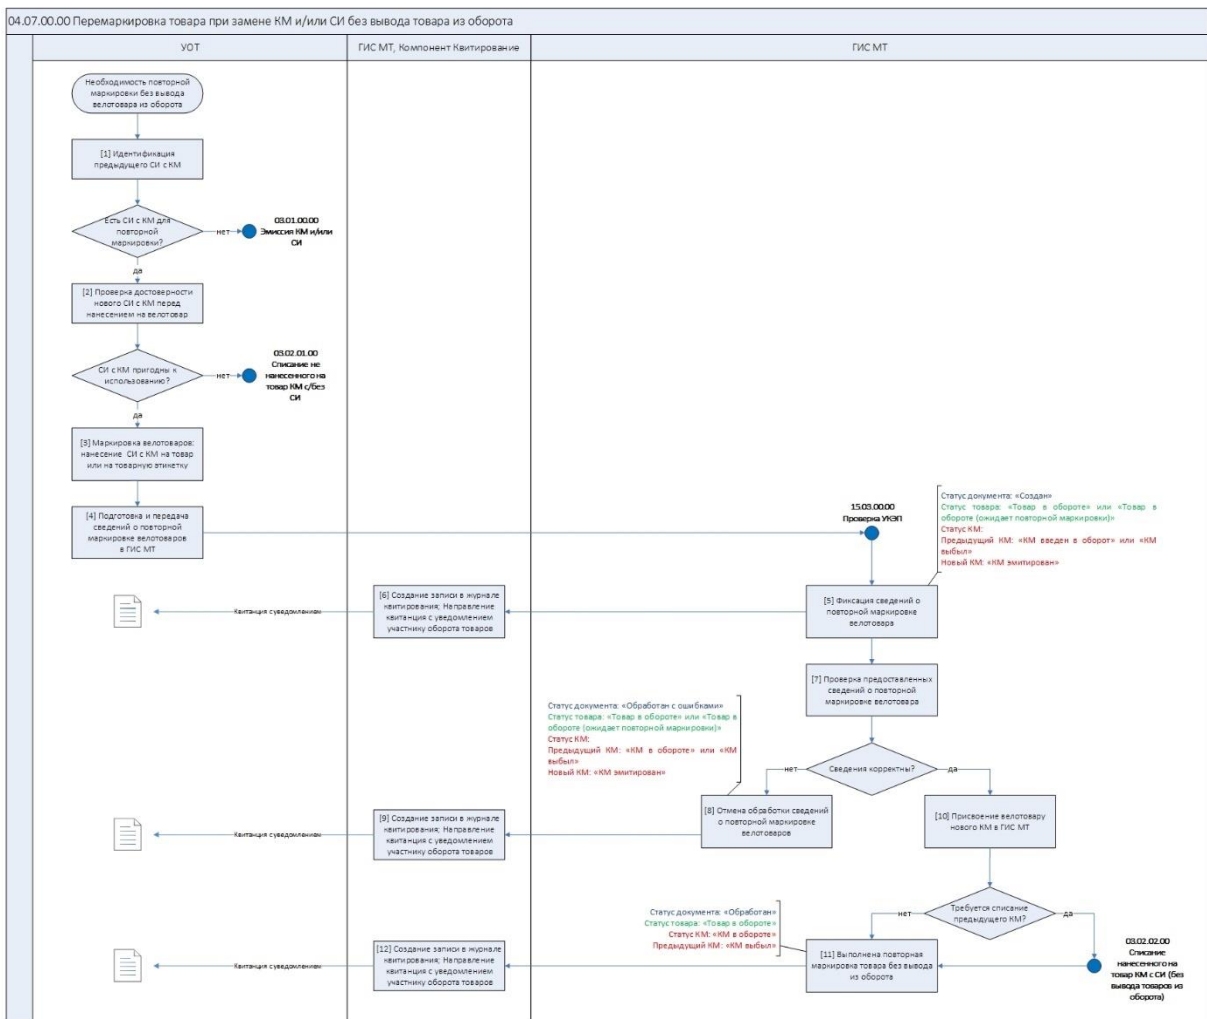 04.07.00.00 Перемаркировка товара при замене КМ и/или СИ без вывода товара из оборота
УОТ
ГИС МТ, Компонент Квитирование
ГИС МТ
Необходимость повторной
маркировки без вывода
велотовара из оборота
[1] Идентификация
предыдущего СИ с КМ
Есть СИ с КМ для
повторной
маркировки?
нет
03.01.00.00
Эмиссия КМ и/или
СИ
да
[2] Проверка достоверности
нового СИ с КМ перед
нанесением на велотовар
СИ с КМ пригодны к
использованию?
нет
03.02.01.00
Списание не
нанесенного на
товар КМ с/без
СИ
да
[3] Маркировка велотоваров:
нанесение СИ с КМ на товар
или на товарную этикетку
[4] Подготовка и передача
сведений о повторной
маркировке велотоваров
в ГИС МТ
15.03.00.00
Проверка УКЭП
Статус документа: «Создан»
Статус товара: «Товар в обороте» или «Товар в
обороте (ожидает повторной маркировки)»
Статус КМ:
Предыдущий КМ: «КМ введен в оборот» или «КМ
выбыл»
Новый КМ: «КМ эмитирован»
[5] Фиксация сведений о
повторной маркировке
велотовара
[6] Создание записи в журнале
квитирования; Направление
квитанция с уведомлением
участнику оборота товаров
Квитанция с уведомлением
[7] Проверка предоставленных
сведений о повторной
маркировке велотовара
Статус документа: «Обработан с ошибками»
Статус товара: «Товар в обороте» или «Товар в
обороте (ожидает повторной маркировки)»
Статус КМ:
Предыдущий КМ: «КМ в обороте» или «КМ
выбыл»
Новый КМ: «КМ эмитирован»
Сведения корректны?
нет
да
[8] Отмена обработки сведений
о повторной маркировке
велотоваров
[9] Создание записи в журнале
квитирования; Направление
квитанция с уведомлением
участнику оборота товаров
Квитанция с уведомлением
[10] Присвоение велотовару
нового КМ в ГИС МТ
Требуется списание
предыдущего КМ?
нет
да
Статус документа: «Обработан»
Статус товара: «Товар в обороте»
Статус КМ: «КМ в обороте»
Предыдущий КМ: «КМ выбыл»
[11] Выполнена повторная
маркировка товара без вывода
из оборота
03.02.02.00
Списание
нанесенного на
товар КМ с СИ (без
вывода товаров из
оборота)
[12] Создание записи в журнале
квитирования; Направление
квитанция с уведомлением
участнику оборота товаров
Квитанция с уведомлением